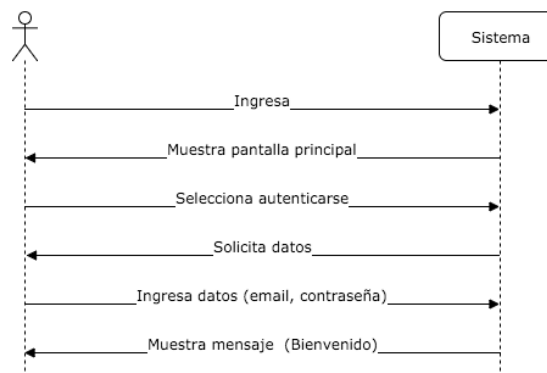 Sistema
Ingresa
Muestra pantalla principal
Selecciona autenticarse
Solicita datos
Ingresa datos (email, contraseña)
Muestra mensaje (Bienvenido)